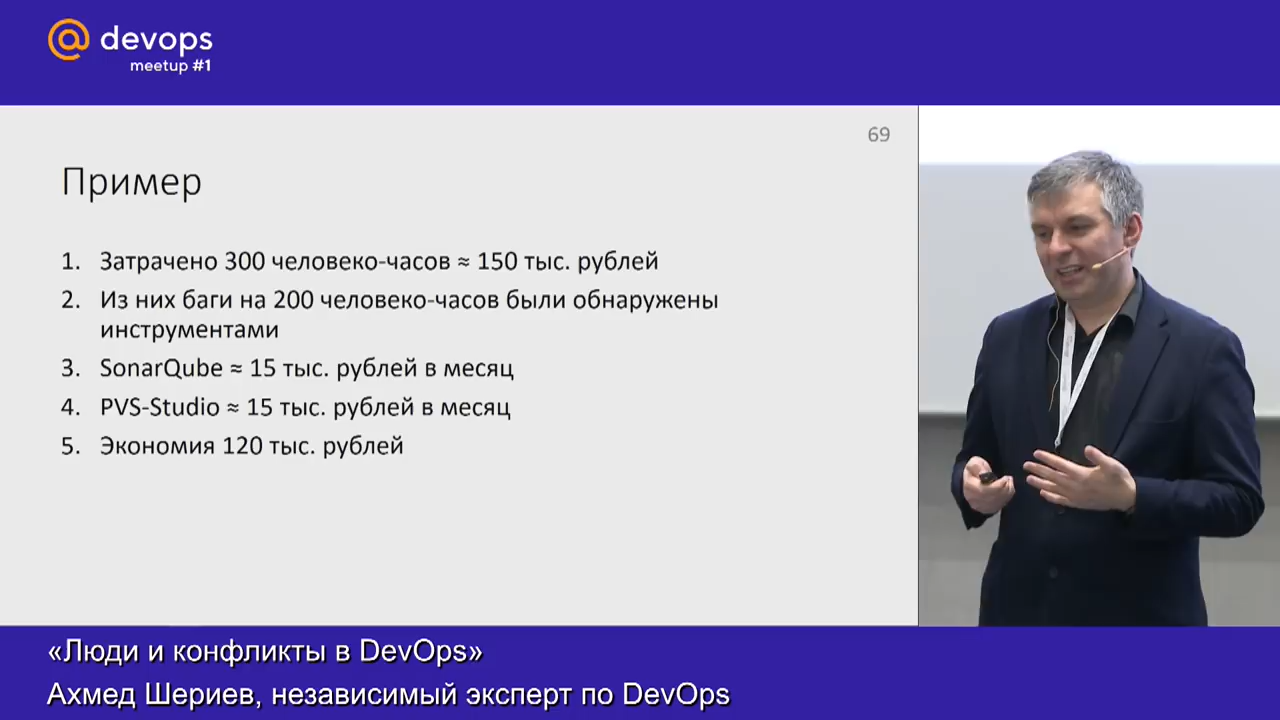 @ devops
meetup #1
69
Пример
1. Затрачено 300 человеко-часов ≈ 150 тыс. рублей
2. Из них баги на 200 человеко-часов были обнаружены
инструментами
3. SonarQube ≈ 15 тыс. рублей в месяц
4. PVS-Studio ≈ 15 тыс. рублей в месяц
5. Экономия 120 тыс. рублей
«Люди и конфликты в DevOps»
Ахмед Шериев, независимый эксперт по DevOps